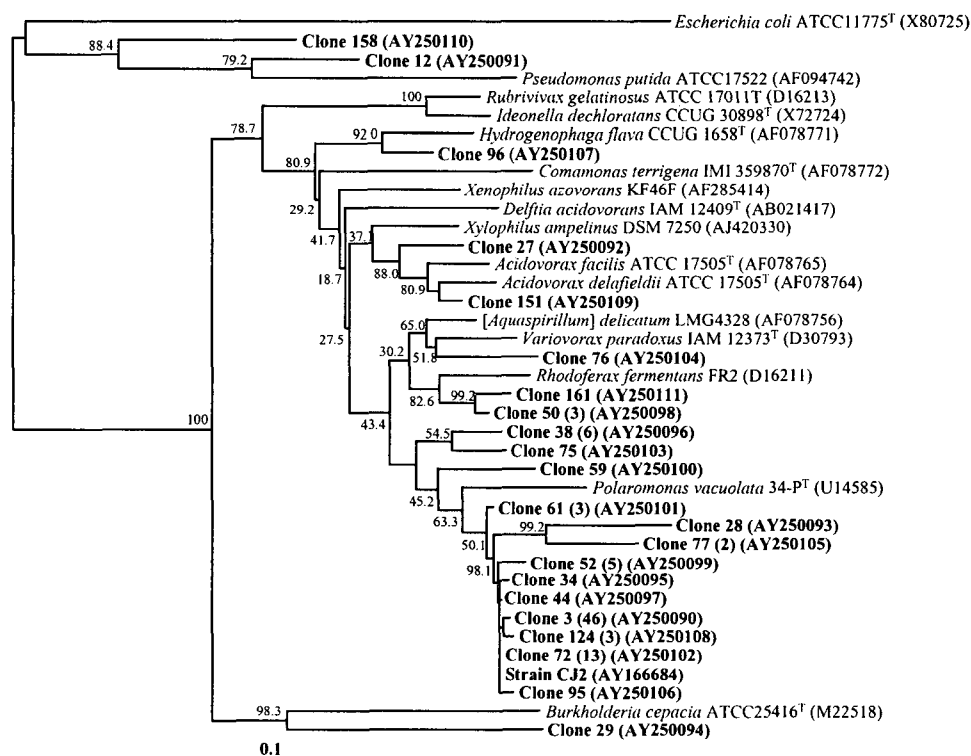 Escherichia coli ATCC11775T (X80725)
88.4
Clone 158 (AY250110)
79.2
Clone 12 (AY250091)
Pseudomonas putida ATCC17522 (AF094742)
100
Rubrivivax gelatinosus ATCC 17011T (D16213)
Ideonella dechloratans CCUG 30898T (X72724)
78.7
92.0
Hydrogenophaga flava CCUG 1658T (AF078771)
Clone 96 (AY250107)
80.9
Comamonas terrigena IMI 359870T (AF078772)
29.2
Xenophilus azovorans KF46F (AF285414)
41.7
Delftia acidovorans IAM 12409T (AB021417)
37.
Xylophilus ampelinus DSM 7250 (AJ420330)
Clone 27 (AY250092)
18.7
88.0
Acidovorax facilis ATCC 17505T (AF078765)
80.9
Acidovorax delafieldii ATCC 17505T (AF078764)
Clone 151 (AY250109)
65.0
[Aquaspirillum] delicatum LMG4328 (AF078756)
27.5
Variovorax paradoxus IAM 12373T (D30793)
30.2
51.8
Clone 76 (AY250104)
Rhodoferax fermentans FR2 (D16211)
82.6
99.2
Clone 161 (AY250111)
Clone 50 (3) (AY250098)
43.4
54.5
Clone 38 (6) (AY250096)
Clone 75 (AY250103)
Clone 59 (AY250100)
45.2
Polaromonas vacuolata 34-PT (U14585)
63.3
Clone 61 (3) (AY250101)
99.2
Clone 28 (AY250093)
50.1
Clone 77 (2) (AY250105)
98.1
Clone 52 (5) (AY250099)
Clone 34 (AY250095)
Clone 44 (AY250097)
Clone 3 (46) (AY250090)
Clone 124 (3) (AY250108)
Clone 72 (13) (AY250102)
Strain CJ2 (AY166684)
Clone 95 (AY250106)
100
98.3
Burkholderia cepacia ATCC25416T (M22518)
Clone 29 (AY250094)
0.1